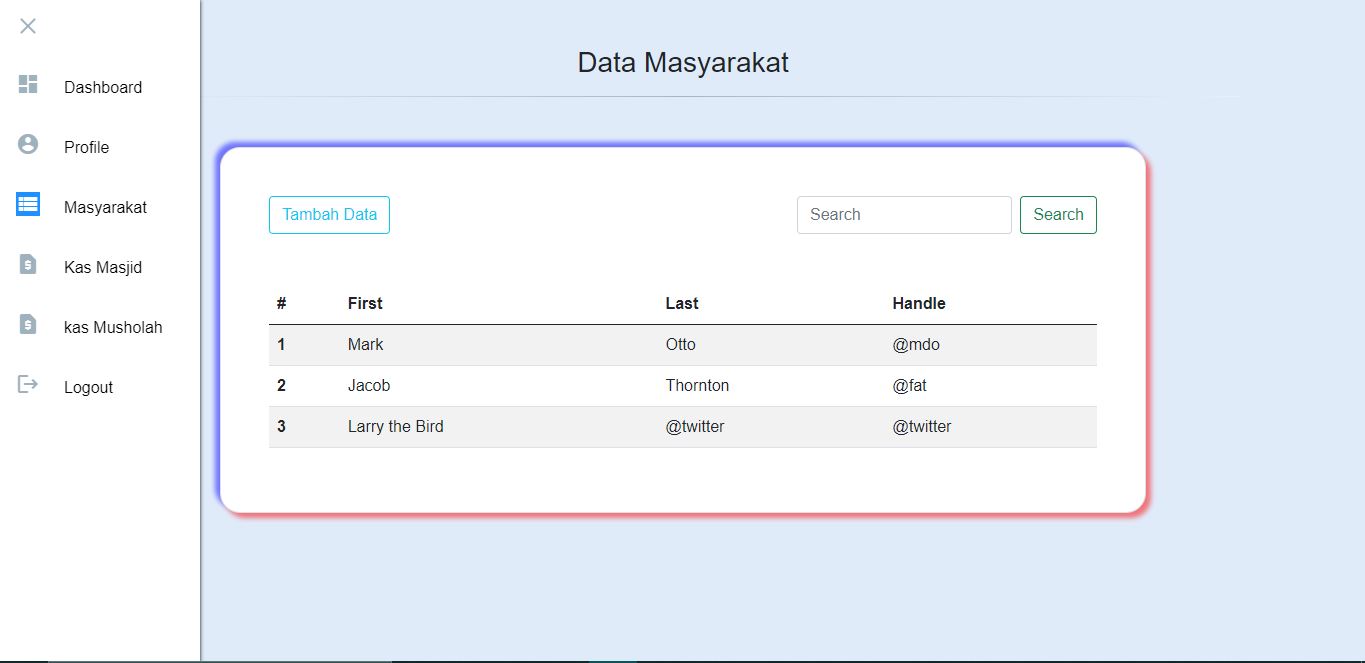 Data Masyarakat
Dashboard
Profile
Masyarakat
Kas Masjid
kas Musholah
Logout
Tambah Data
Search Search
# First Last Handle
1 Mark Otto @mdo
2 Jacob Thornton @fat
3 Larry the Bird @twitter @twitter